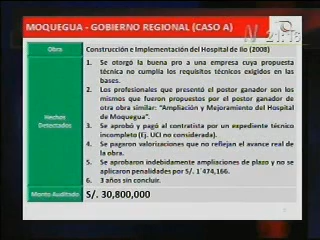 MOQUEGUA - GOBIERNO REGIONAL (CASO A)
Obra
Construcción e Implementación del Hospital de Ilo (2008)
Hechos Detectados
1. Se otorgó la buena pro a una empresa cuya propuesta
técnica no cumplía los requisitos técnicos exigidos en las
bases.
2. Los profesionales que presentó el postor ganador son los
mismos que fueron propuestos por el postor ganador de
otra obra similar: "Ampliación y Mejoramiento del Hospital
de Moquegua".
3. Se aprobó y pagó al contratista por un expediente técnico
incompleto (Ej. UCI no considerada).
4. Se pagaron valorizaciones que no reflejan el avance real de
la obra.
5. Se aprobaron indebidamente ampliaciones de plazo y no se
aplicaron penalidades por S/. 1´474,166.
6. 3 años sin concluir.
Monto Auditado
S/. 30,800,000